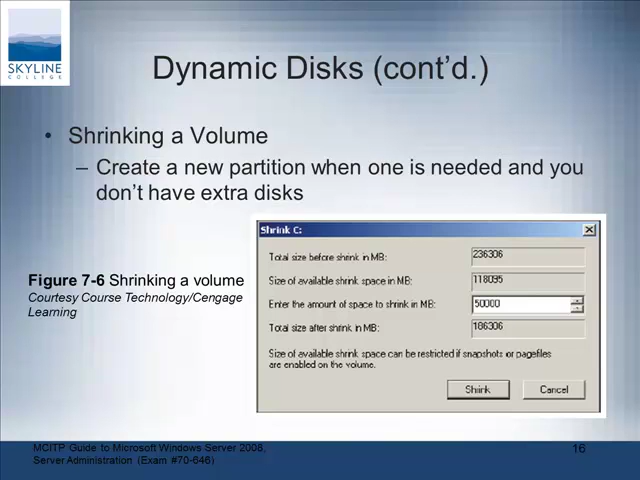 SKYLINE
COLLEGE
Dynamic Disks (cont’d.)
• Shrinking a Volume
– Create a new partition when one is needed and you
don’t have extra disks
Figure 7-6 Shrinking a volume
Courtesy Course Technology/Cengage
Learning
Shrink C:
Total size before shrink in MB: 236306
Size of available shrink space in MB: 118095
Enter the amount of space to shrink in MB: 50000
Total size after shrink in MB: 186306
Size of available shrink space can be restricted if snapshots or pagefiles
are enabled on the volume.
Shrink Cancel
MCITP Guide to Microsoft Windows Server 2008,
Server Administration (Exam #70-646)
16